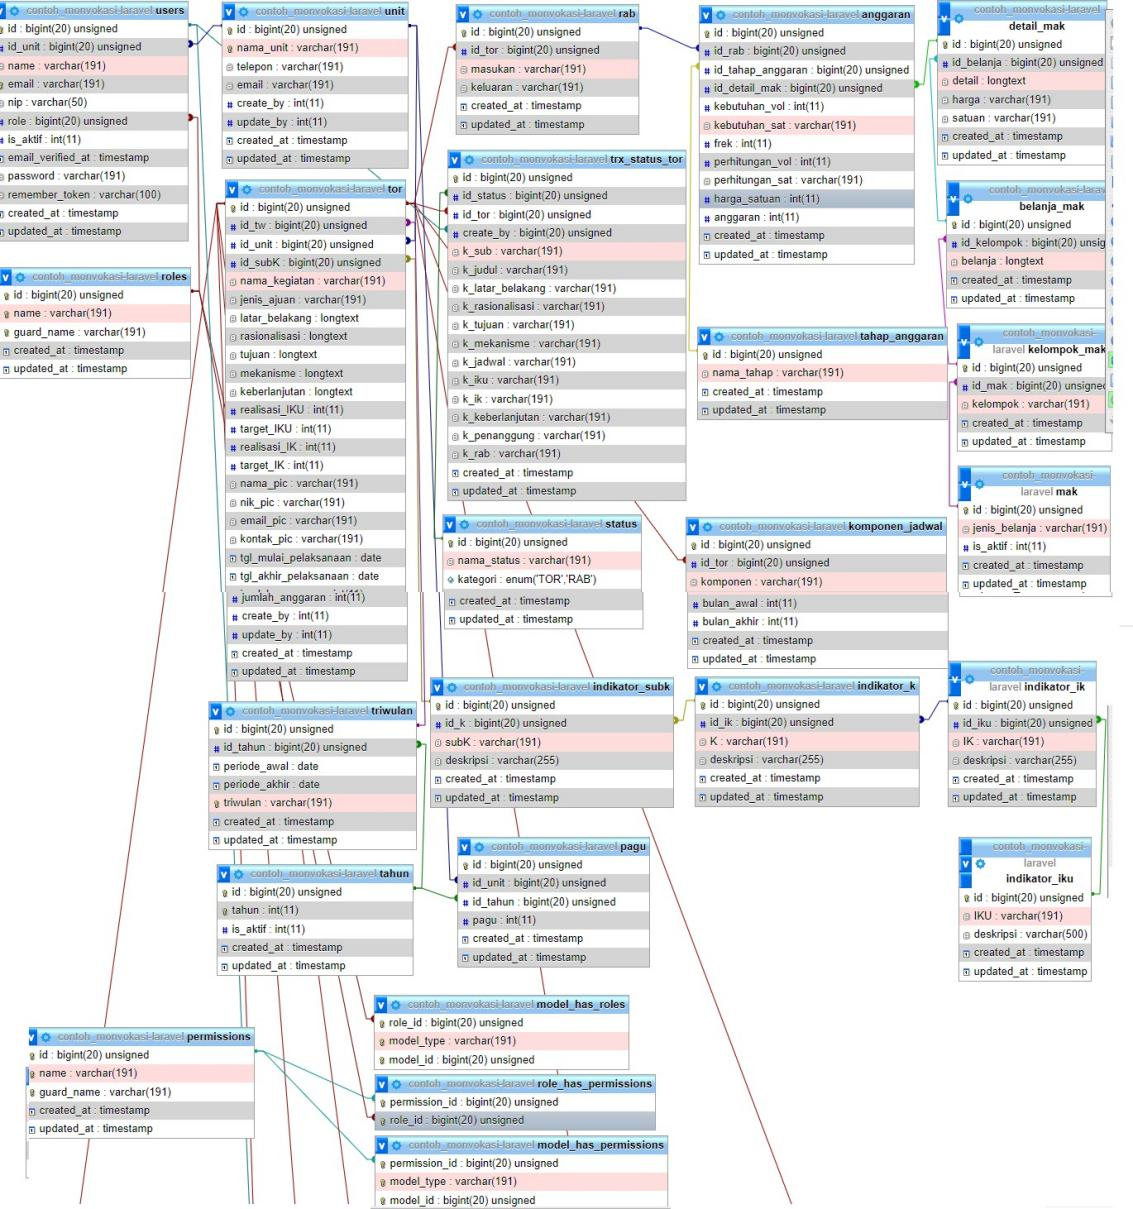 contoh_monvokasi-laravel users
id : bigint(20) unsigned
id_unit : bigint(20) unsigned
name : varchar(191)
email : varchar(191)
nip : varchar(50)
role : bigint(20) unsigned
is_aktif : int(11)
email_verified_at : timestamp
password : varchar(191)
remember_token : varchar(100)
created_at : timestamp
updated_at : timestamp
contoh_monvokasi-laravel roles
id : bigint(20) unsigned
name : varchar(191)
guard_name : varchar(191)
created_at : timestamp
updated_at : timestamp
contoh_monvokasi-laravel unit
id : bigint(20) unsigned
nama_unit : varchar(191)
telepon : varchar(191)
email : varchar(191)
create_by : int(11)
update_by : int(11)
created_at : timestamp
updated_at : timestamp
contoh_monvokasi-laravel tor
id : bigint(20) unsigned
id_tw : bigint(20) unsigned
id_unit : bigint(20) unsigned
id_subK : bigint(20) unsigned
nama_kegiatan : varchar(191)
jenis_ajuan : varchar(191)
latar_belakang : longtext
rasionalisasi : longtext
tujuan : longtext
mekanisme : longtext
keberlanjutan : longtext
realisasi_IKU : int(11)
target_IKU : int(11)
realisasi_IK : int(11)
target_IK : int(11)
nama_pic : varchar(191)
nik_pic : varchar(191)
email_pic : varchar(191)
kontak_pic : varchar(191)
tgl_mulai_pelaksanaan : date
tgl_akhir_pelaksanaan : date
jumlah_anggaran : int(11)
create_by : int(11)
update_by : int(11)
created_at : timestamp
updated_at : timestamp
contoh_monvokasi-laravel rab
id : bigint(20) unsigned
id_tor : bigint(20) unsigned
masukan : varchar(191)
keluaran : varchar(191)
created_at : timestamp
updated_at : timestamp
contoh_monvokasi-laravel trx_status_tor
id : bigint(20) unsigned
id_status : bigint(20) unsigned
id_tor : bigint(20) unsigned
create_by : bigint(20) unsigned
k_sub : varchar(191)
k_judul : varchar(191)
k_latar_belakang : varchar(191)
k_rasionalisasi : varchar(191)
k_tujuan : varchar(191)
k_mekanisme : varchar(191)
k_jadwal : varchar(191)
k_iku : varchar(191)
k_ik : varchar(191)
k_keberlanjutan : varchar(191)
k_penanggung : varchar(191)
k_rab : varchar(191)
created_at : timestamp
updated_at : timestamp
contoh_monvokasi-laravel status
id : bigint(20) unsigned
nama_status : varchar(191)
kategori : enum('TOR','RAB')
created_at : timestamp
updated_at : timestamp
contoh_monvokasi-laravel anggaran
id : bigint(20) unsigned
id_rab : bigint(20) unsigned
id_tahap_anggaran : bigint(20) unsigned
id_detail_mak : bigint(20) unsigned
kebutuhan_vol : int(11)
kebutuhan_sat : varchar(191)
frek : int(11)
perhitungan_vol : int(11)
perhitungan_sat : varchar(191)
harga_satuan : int(11)
anggaran : int(11)
created_at : timestamp
updated_at : timestamp
contoh_monvokasi-laravel tahap_anggaran
id : bigint(20) unsigned
nama_tahap : varchar(191)
created_at : timestamp
updated_at : timestamp
contoh_monvokasi-laravel
detail_mak
id : bigint(20) unsigned
id_belanja : bigint(20) unsigned
detail : longtext
harga : varchar(191)
satuan : varchar(191)
created_at : timestamp
updated_at : timestamp
contoh_monvokasi-laravel
belanja_mak
id : bigint(20) unsigned
id_kelompok : bigint(20) unsig
belanja : longtext
created_at : timestamp
updated_at : timestamp
contoh_monvokasi-
laravel kelompok_mak
id : bigint(20) unsigned
id_mak : bigint(20) unsigned
kelompok : varchar(191)
created_at : timestamp
updated_at : timestamp
contoh_monvokasi-
laravel mak
id : bigint(20) unsigned
jenis_belanja : varchar(191)
is_aktif : int(11)
created_at : timestamp
updated_at : timestamp
contoh_monvokasi-laravel komponen_jadwal
id : bigint(20) unsigned
id_tor : bigint(20) unsigned
komponen : varchar(191)
bulan_awal : int(11)
bulan_akhir : int(11)
created_at : timestamp
updated_at : timestamp
contoh_monvokasi-laravel triwulan
id : bigint(20) unsigned
id_tahun : bigint(20) unsigned
periode_awal : date
periode_akhir : date
triwulan : varchar(191)
created_at : timestamp
updated_at : timestamp
contoh_monvokasi-laravel indikator_subk
id : bigint(20) unsigned
id_k : bigint(20) unsigned
subK : varchar(191)
deskripsi : varchar(255)
created_at : timestamp
updated_at : timestamp
contoh_monvokasi-laravel indikator_k
id : bigint(20) unsigned
id_ik : bigint(20) unsigned
K : varchar(191)
deskripsi : varchar(255)
created_at : timestamp
updated_at : timestamp
contoh_monvokasi-
laravel indikator_ik
id : bigint(20) unsigned
id_iku : bigint(20) unsigned
IK : varchar(191)
deskripsi : varchar(255)
created_at : timestamp
updated_at : timestamp
contoh_monvokasi-
laravel
indikator_iku
id : bigint(20) unsigned
IKU : varchar(191)
deskripsi : varchar(500)
created_at : timestamp
updated_at : timestamp
contoh_monvokasi-laravel tahun
id : bigint(20) unsigned
tahun : int(11)
is_aktif : int(11)
created_at : timestamp
updated_at : timestamp
contoh_monvokasi-laravel pagu
id : bigint(20) unsigned
id_unit : bigint(20) unsigned
id_tahun : bigint(20) unsigned
pagu : int(11)
created_at : timestamp
updated_at : timestamp
contoh_monvokasi-laravel permissions
id : bigint(20) unsigned
name : varchar(191)
guard_name : varchar(191)
created_at : timestamp
updated_at : timestamp
contoh_monvokasi-laravel model_has_roles
role_id : bigint(20) unsigned
model_type : varchar(191)
model_id : bigint(20) unsigned
contoh_monvokasi-laravel role_has_permissions
permission_id : bigint(20) unsigned
role_id : bigint(20) unsigned
contoh_monvokasi-laravel model_has_permissions
permission_id : bigint(20) unsigned
model_type : varchar(191)
model_id : bigint(20) unsigned